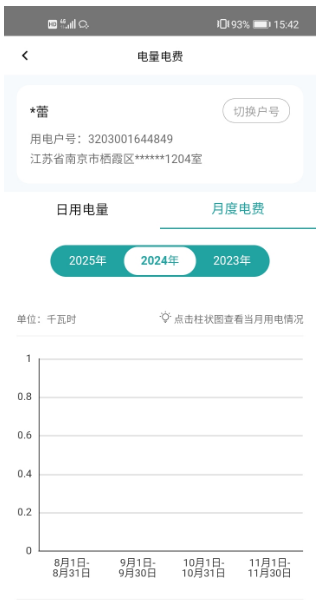 HD 4G 93% 15:42
电量电费
*蕾
切换户号
用电户号：3203001644849
江苏省南京市栖霞区******1204室
日用电量 月度电费
2025年 2024年 2023年
单位：千瓦时 点击柱状图查看当月用电情况
1
0.8
0.6
0.4
0.2
0
8月1日- 9月1日- 10月1日- 11月1日-
8月31日 9月30日 10月31日 11月30日